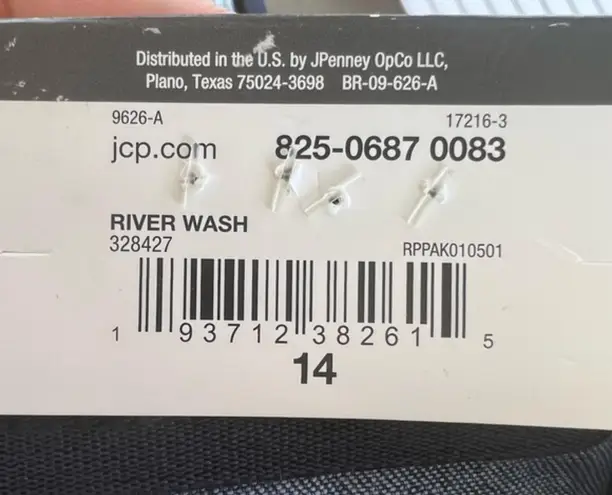 Distributed in the U.S. by JPenney OpCo LLC,
Plano, Texas 75024-3698 BR-09-626-A
9626-A 17216-3
jcp.com 825-0687 0083
RIVER WASH
328427 RPPAK010501
1 93712 38261 5
14